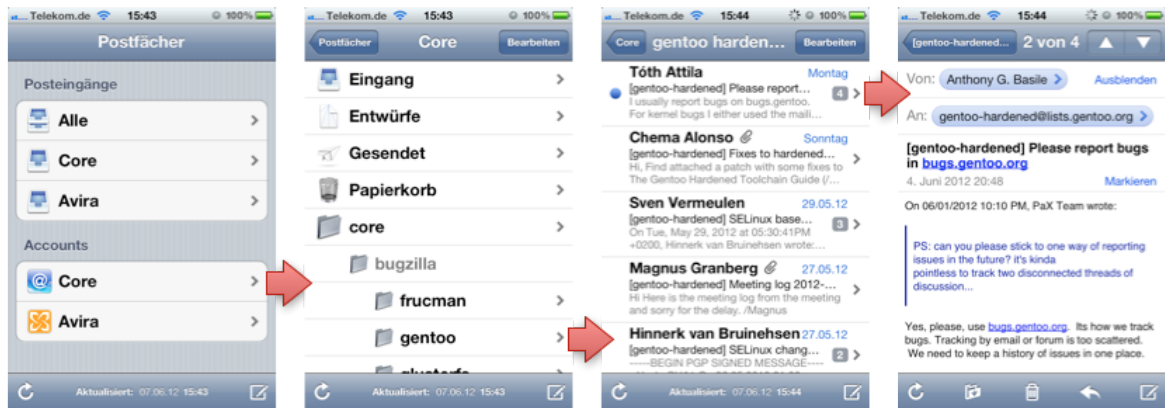 Telekom.de 15:43 100%
Postfächer
Posteingänge
Alle
Core
Avira
Accounts
Core
Avira
Aktualisiert: 07.06.12 15:43
Telekom.de 15:43 100%
Postfächer Core Bearbeiten
Eingang
Entwürfe
Gesendet
Papierkorb
core
bugzilla
frucman
gentoo
Aktualisiert: 07.06.12 15:43
Telekom.de 15:44 100%
Core gentoo harden... Bearbeiten
Tóth Attila Montag
[gentoo-hardened] Please report... 4
I usually report bugs on bugs.gentoo.
For kernel bugs I either used the maili...
Chema Alonso Sonntag
[gentoo-hardened] Fixes to hardened...
Hi, Find attached a patch with some fixes to
The Gentoo Hardened Toolchain Guide (/...
Sven Vermeulen 29.05.12
[gentoo-hardened] SELinux base... 3
On Tue, May 29, 2012 at 05:30:41PM
+0200, Hinnerk van Bruinehsen wrote:...
Magnus Granberg 27.05.12
[gentoo-hardened] Meeting log 2012-...
Hi Here is the meeting log from the meeting
and sorry for the delay. /Magnus
Hinnerk van Bruinehsen 27.05.12
[gentoo-hardened] SELinux chang... 2
-----BEGIN PGP SIGNED MESSAGE-----
Aktualisiert: 07.06.12 15:44
Telekom.de 15:44 100%
[gentoo-hardened... 2 von 4
Von: Anthony G. Basile Ausblenden
An: gentoo-hardened@lists.gentoo.org
[gentoo-hardened] Please report bugs
in bugs.gentoo.org
4. Juni 2012 20:48 Markieren
On 06/01/2012 10:10 PM, PaX Team wrote:
PS: can you please stick to one way of reporting
issues in the future? it's kinda
pointless to track two disconnected threads of
discussion...
Yes, please, use bugs.gentoo.org. Its how we track
bugs. Tracking by email or forum is too scattered.
We need to keep a history of issues in one place.